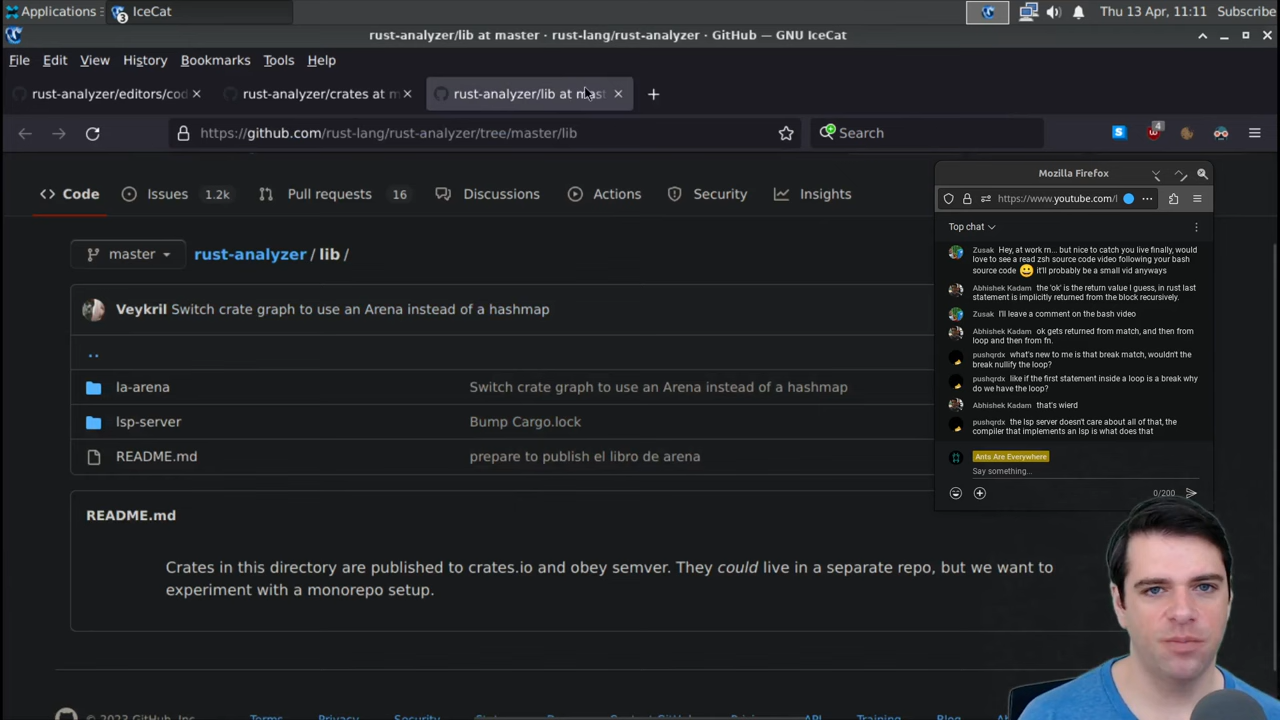 Applications
3
IceCat
Thu 13 Apr, 11:11
Subscribe
rust-analyzer/lib at master · rust-lang/rust-analyzer · GitHub — GNU IceCat
File Edit View History Bookmarks Tools Help
rust-analyzer/editors/cod
rust-analyzer/crates at m
rust-analyzer/lib at mast
https://github.com/rust-lang/rust-analyzer/tree/master/lib
Search
4
Code
Issues 1.2k
Pull requests 16
Discussions
Actions
Security
Insights
master
rust-analyzer / lib /
Veykril Switch crate graph to use an Arena instead of a hashmap
..
la-arena Switch crate graph to use an Arena instead of a hashmap
lsp-server Bump Cargo.lock
README.md prepare to publish el libro de arena
README.md
Crates in this directory are published to crates.io and obey semver. They could live in a separate repo, but we want to
experiment with a monorepo setup.
© 2023 GitHub, Inc. Terms Privacy Security API Training Blog
Mozilla Firefox
https://www.youtube.com/l
Top chat
Zusak Hey, at work rn... but nice to catch you live finally, would
love to see a read zsh source code video following your bash
source code 😀 it'll probably be a small vid anyways
Abhishek Kadam the 'ok' is the return value I guess, in rust last
statement is implicitly returned from the block recursively.
Zusak I'll leave a comment on the bash video
Abhishek Kadam ok gets returned from match, and then from
loop and then from fn.
pushqrdx what's new to me is that break match, wouldn't the
break nullify the loop?
pushqrdx like if the first statement inside a loop is a break why
do we have the loop?
Abhishek Kadam that's wierd
pushqrdx the lsp server doesn't care about all of that, the
compiler that implements an lsp is what does that
Ants Are Everywhere
Say something...
0/200